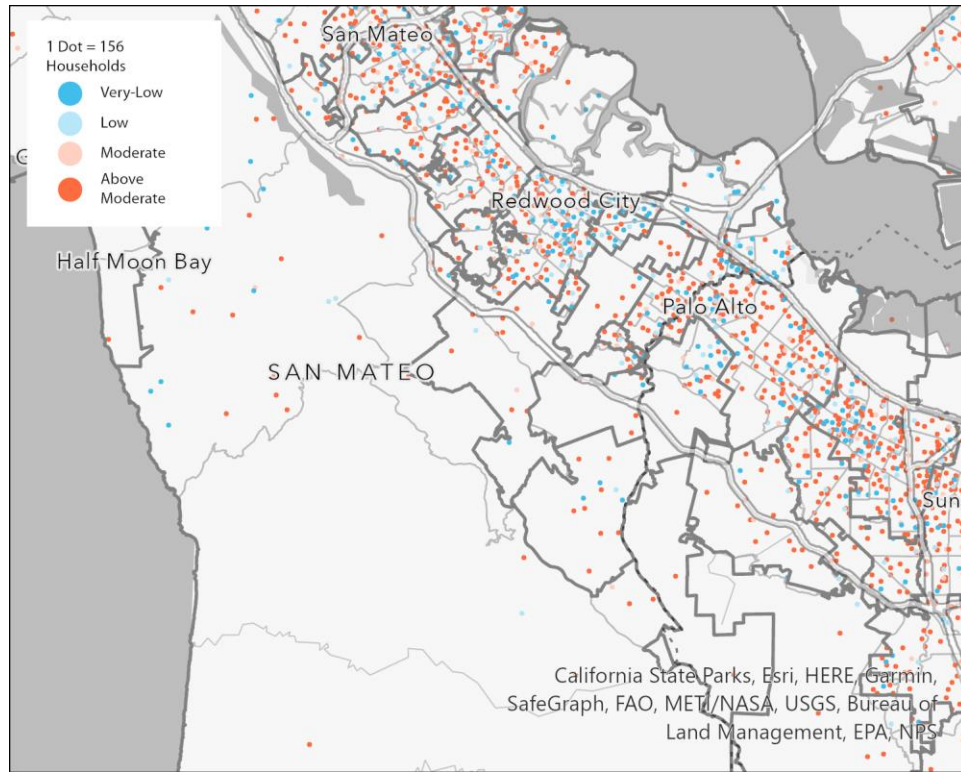 1 Dot = 156
Households
Very-Low
Low
Moderate
Above
Moderate
San Mateo
Redwood City
Half Moon Bay
Palo Alto
SAN MATEO
Sun
California State Parks, Esri, HERE, Garmin,
SafeGraph, FAO, METI/NASA, USGS, Bureau of
Land Management, EPA, NPS